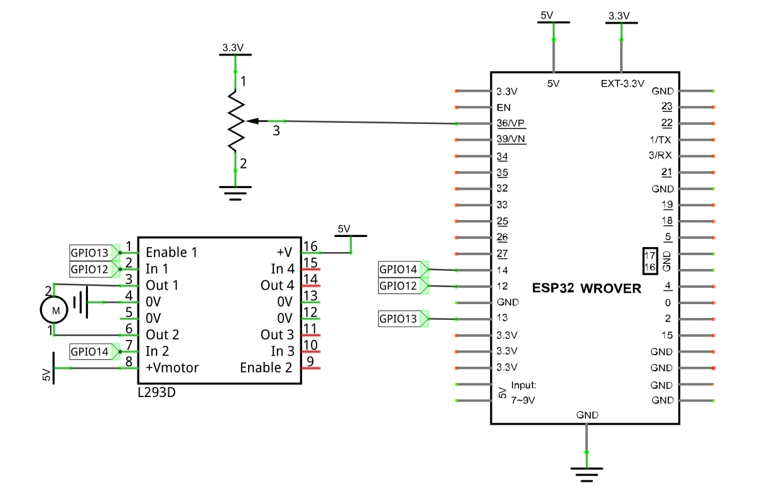 5V
3.3V
3.3V
1
3
2
5V
EXT-3.3V
3.3V
EN
36/VP
39/VN
34
35
32
33
25
26
27
14
12
GND
13
3.3V
3.3V
3.3V
5V
Input:
7~9V
ESP32 WROVER
GND
23
22
1/TX
3/RX
21
GND
19
18
5
17
16
GND
4
0
2
15
GND
GND
GND
GND
GND
GPIO14
GPIO12
GPIO13
5V
GPIO13
GPIO12
GPIO14
2
M
1
5V
1 Enable 1
2 In 1
3 Out 1
4 0V
5 0V
6 Out 2
7 In 2
8 +Vmotor
+V 16
In 4 15
Out 4 14
0V 13
0V 12
Out 3 11
In 3 10
Enable 2 9
L293D